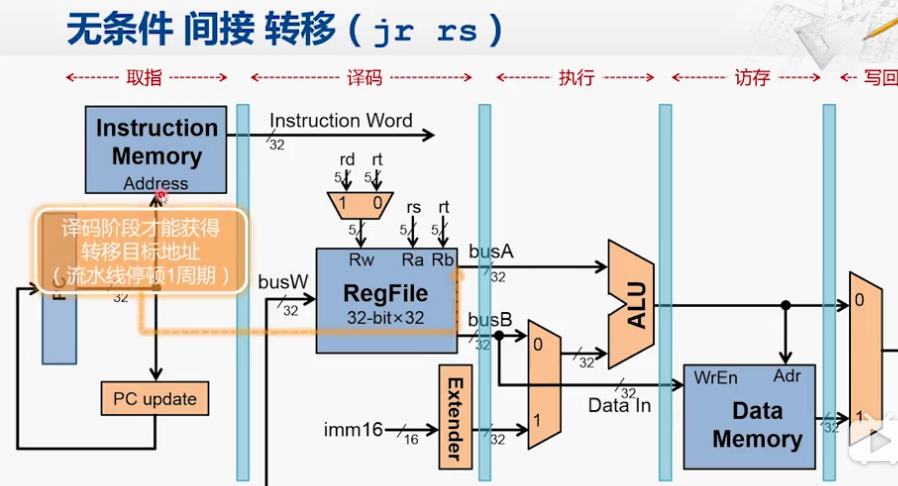 无条件 间接 转移（jr rs）
取指
译码
执行
访存
写回
Instruction
Memory
Address
Instruction Word
32
rd
rt
5
5
1
0
rs
rt
5
5
5
译码阶段才能获得
转移目标地址
（流水线停顿1周期）
32
Rw
Ra
Rb
RegFile
32-bit×32
busW
32
busA
32
busB
32
ALU
0
1
32
0
1
PC update
Extender
imm16
16
32
32
Data In
WrEn
Adr
Data
Memory
32